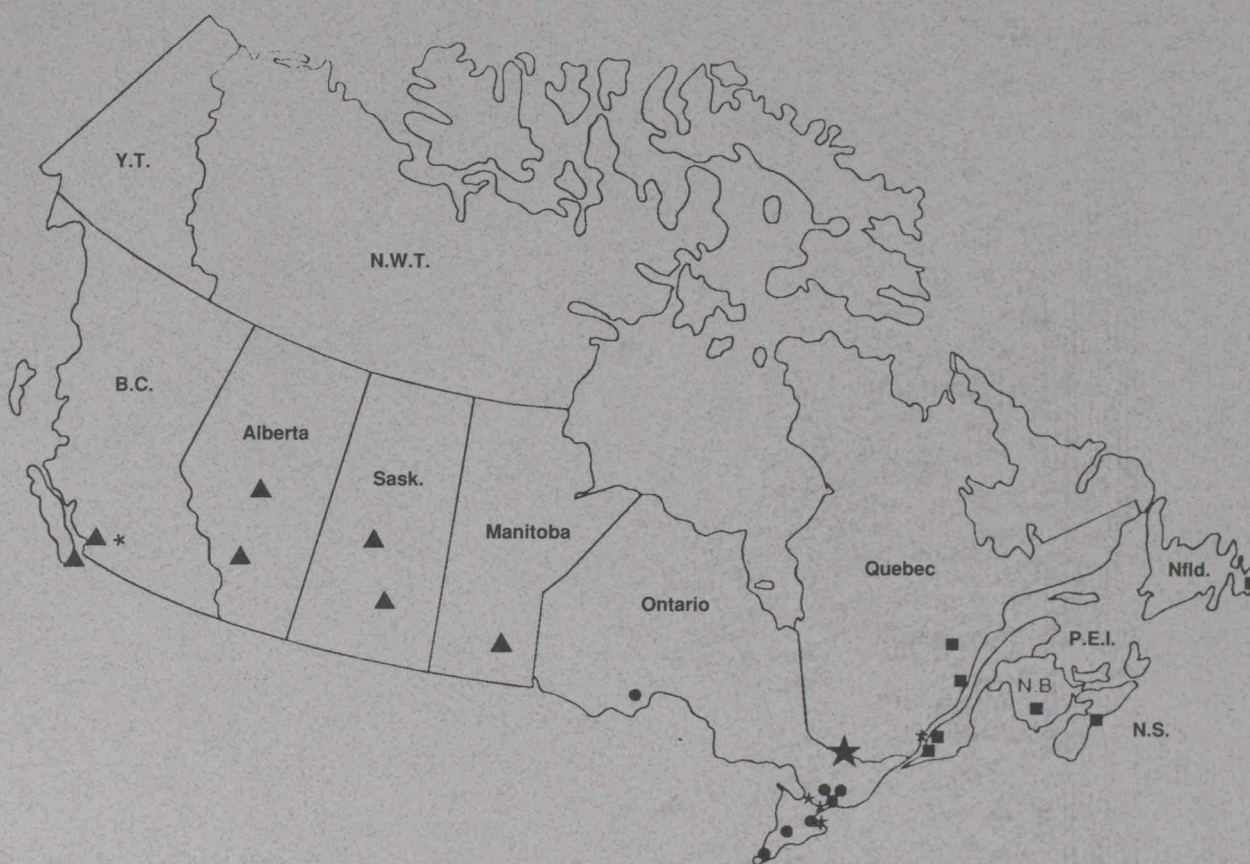 Y.T.
N.W.T.
B.C.
Alberta
Sask.
Manitoba
Ontario
Quebec
Nfld.
P.E.I.
N.B.
N.S.